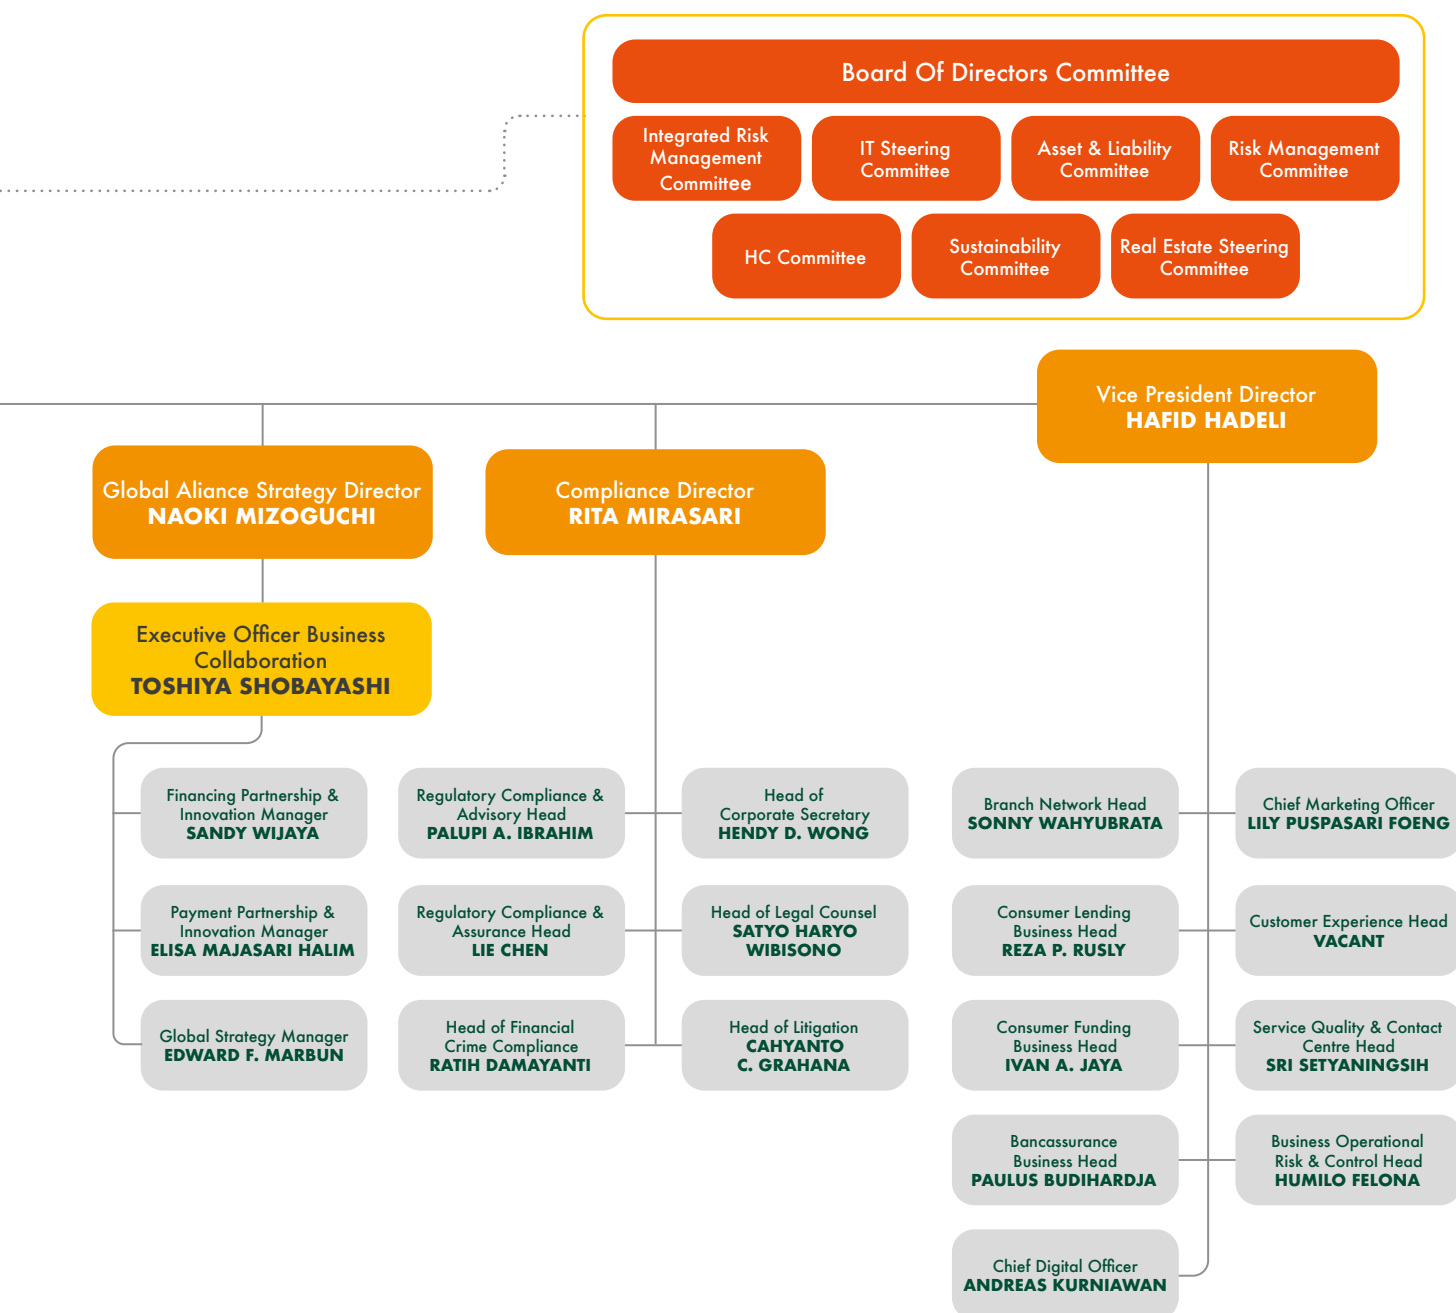 Board Of Directors Committee
Integrated Risk
Management
Committee
IT Steering
Committee
Asset & Liability
Committee
Risk Management
Committee
HC Committee
Sustainability
Committee
Real Estate Steering
Committee
Vice President Director
HAFID HADELI
Global Aliance Strategy Director
NAOKI MIZOGUCHI
Compliance Director
RITA MIRASARI
Executive Officer Business
Collaboration
TOSHIYA SHOBAYASHI
Financing Partnership &
Innovation Manager
SANDY WIJAYA
Payment Partnership &
Innovation Manager
ELISA MAJASARI HALIM
Global Strategy Manager
EDWARD F. MARBUN
Regulatory Compliance &
Advisory Head
PALUPI A. IBRAHIM
Regulatory Compliance &
Assurance Head
LIE CHEN
Head of Financial
Crime Compliance
RATIH DAMAYANTI
Head of
Corporate Secretary
HENDY D. WONG
Head of Legal Counsel
SATYO HARYO
WIBISONO
Head of Litigation
CAHYANTO
C. GRAHANA
Branch Network Head
SONNY WAHYUBRATA
Consumer Lending
Business Head
REZA P. RUSLY
Consumer Funding
Business Head
IVAN A. JAYA
Bancassurance
Business Head
PAULUS BUDIHARDJA
Chief Digital Officer
ANDREAS KURNIAWAN
Chief Marketing Officer
LILY PUSPASARI FOENG
Customer Experience Head
VACANT
Service Quality & Contact
Centre Head
SRI SETYANINGSIH
Business Operational
Risk & Control Head
HUMILO FELONA